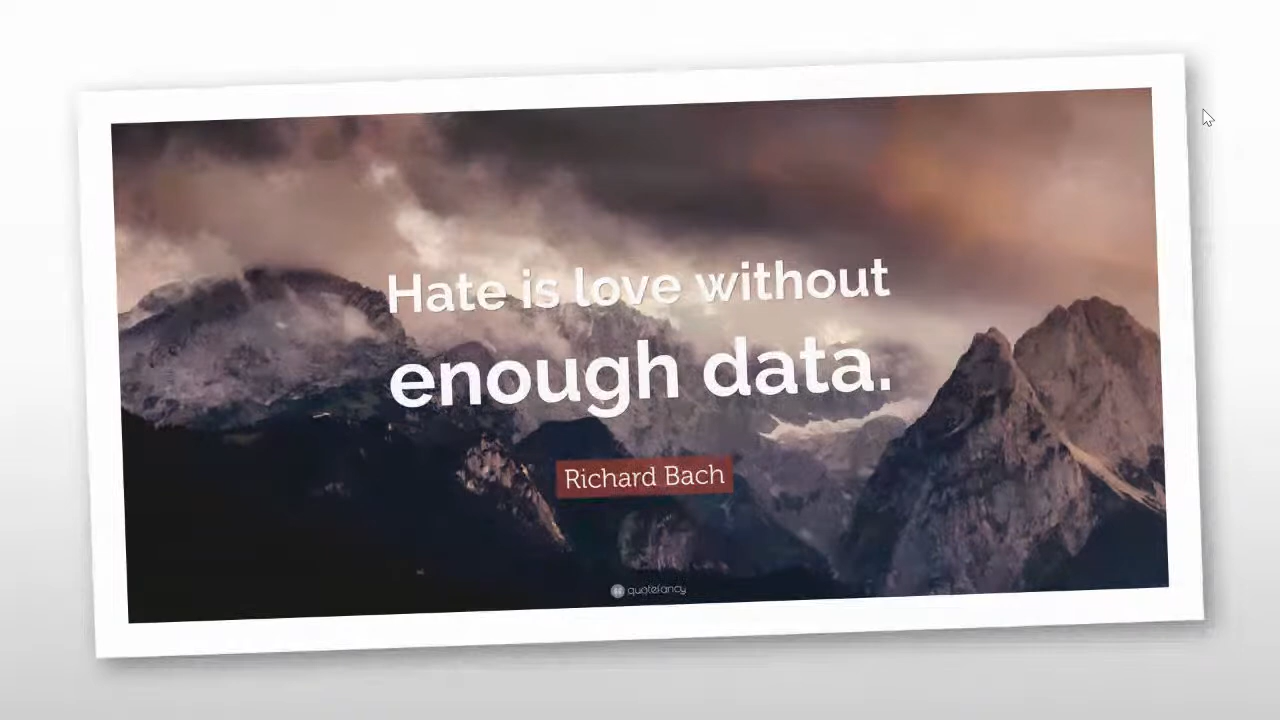 Hate is love without
enough data.
Richard Bach
quotefancy